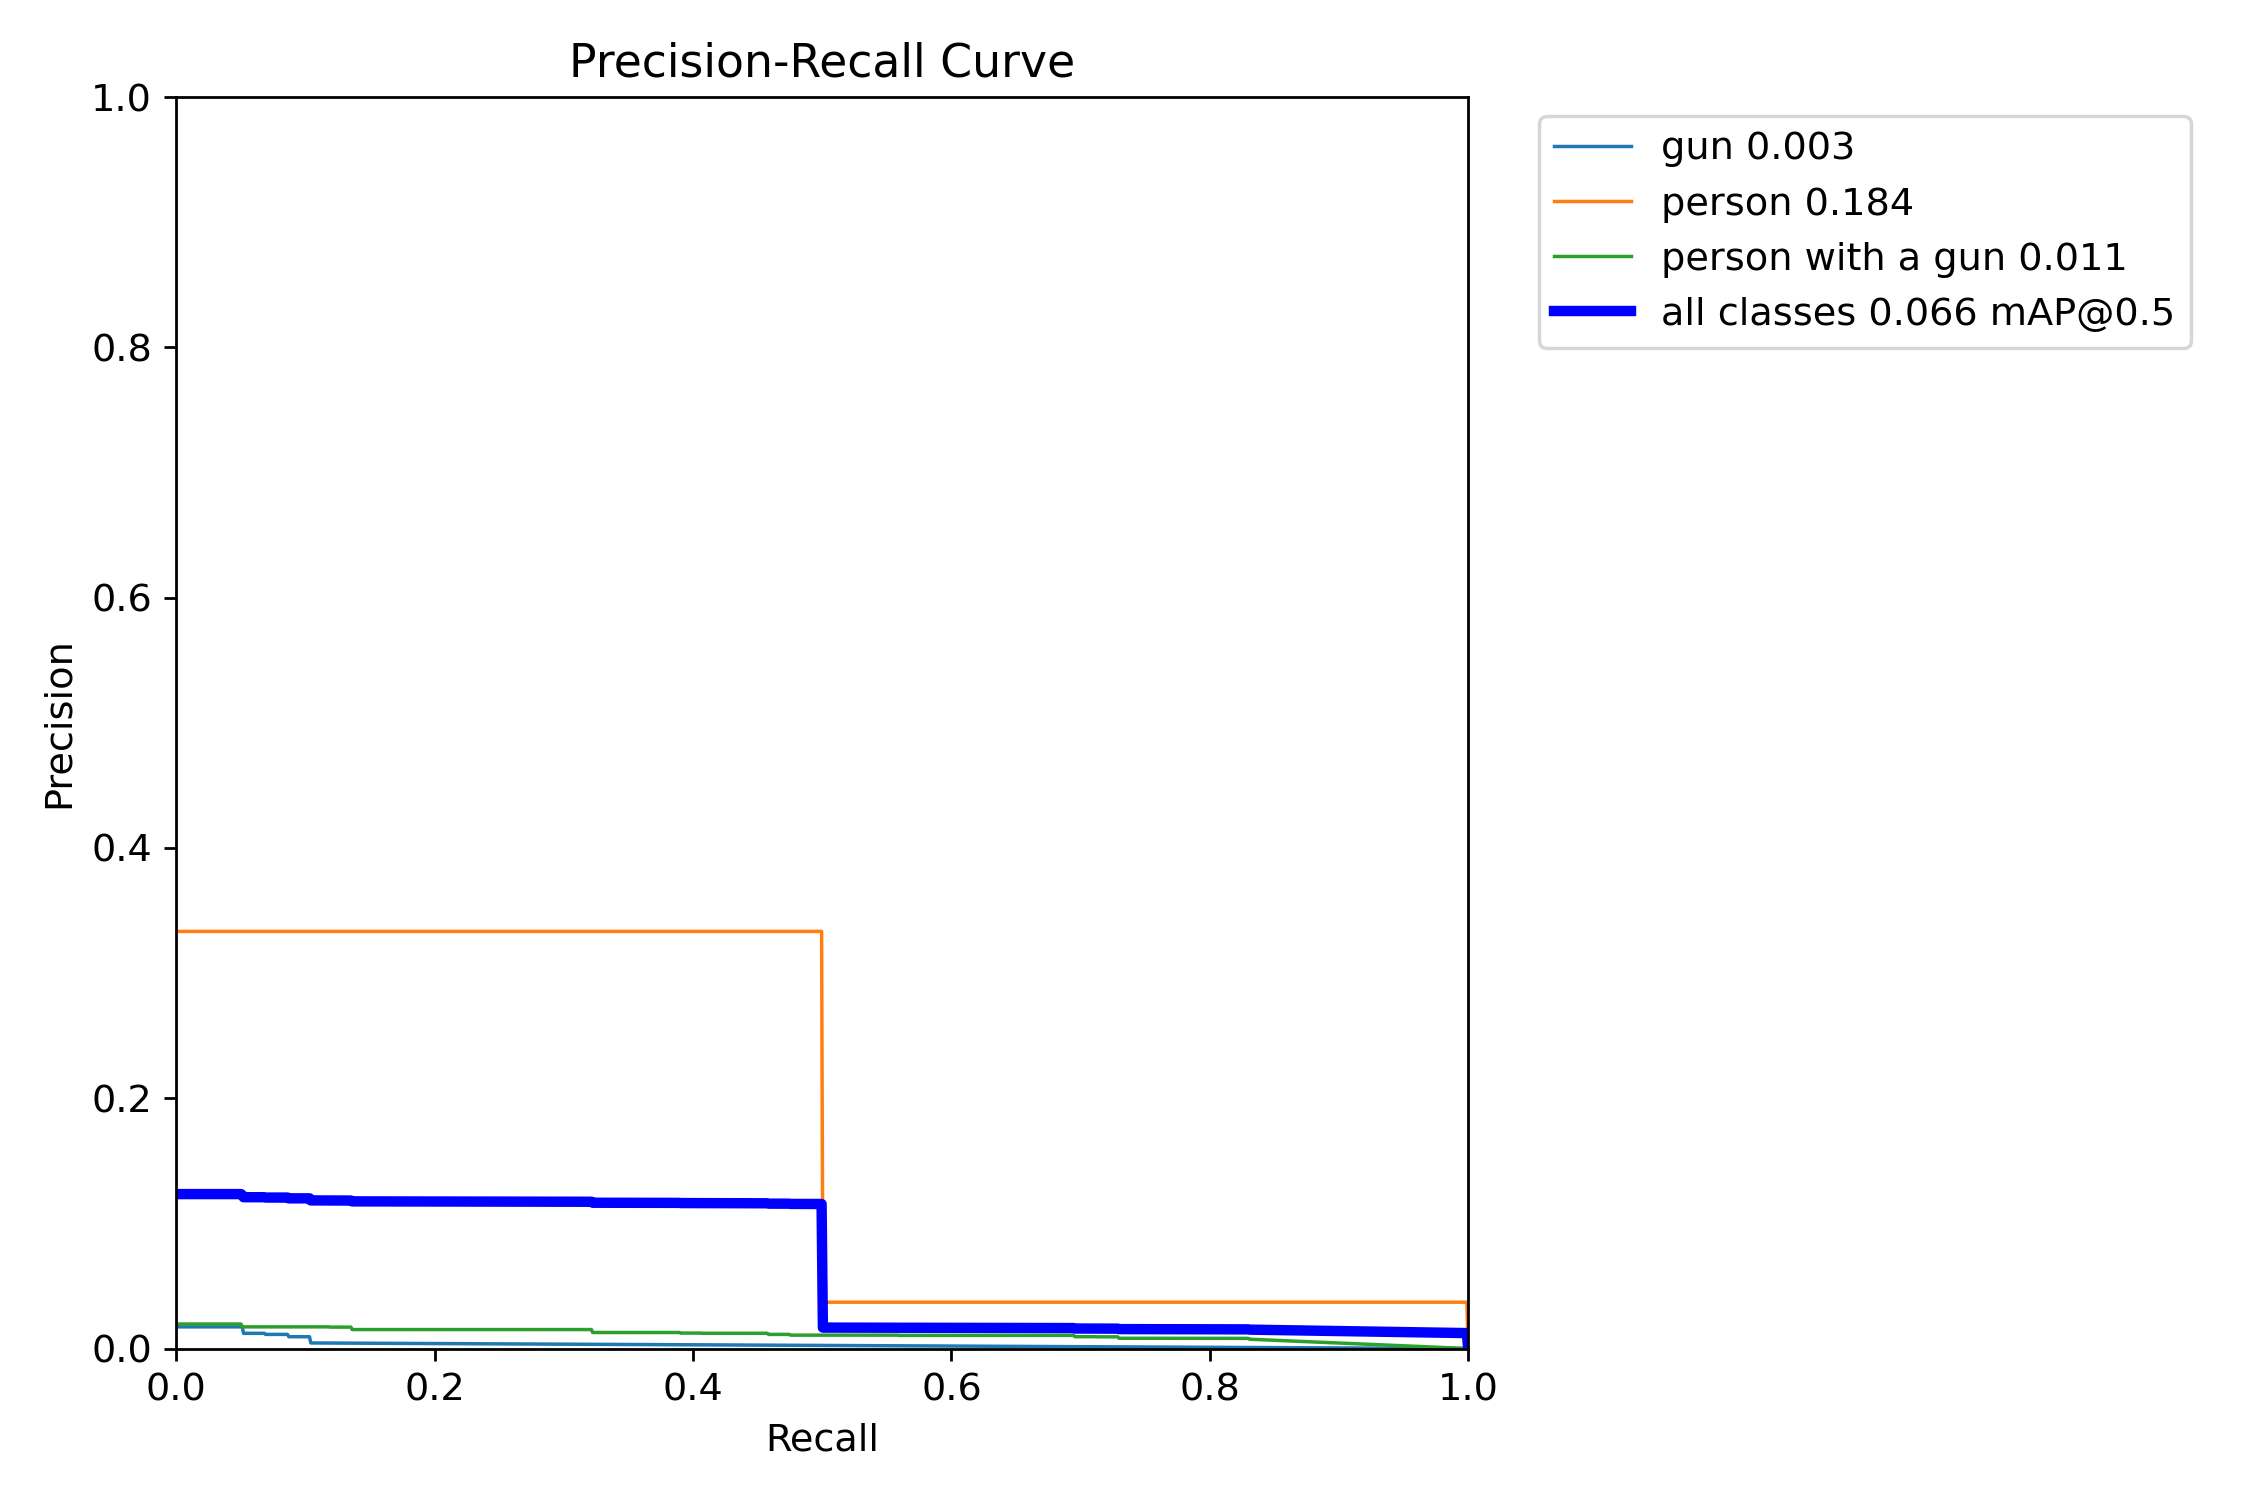 Precision-Recall Curve
1.0
0.8
0.6
0.4
0.2
0.0
Precision
0.0 0.2 0.4 0.6 0.8 1.0
Recall
gun 0.003
person 0.184
person with a gun 0.011
all classes 0.066 mAP@0.5